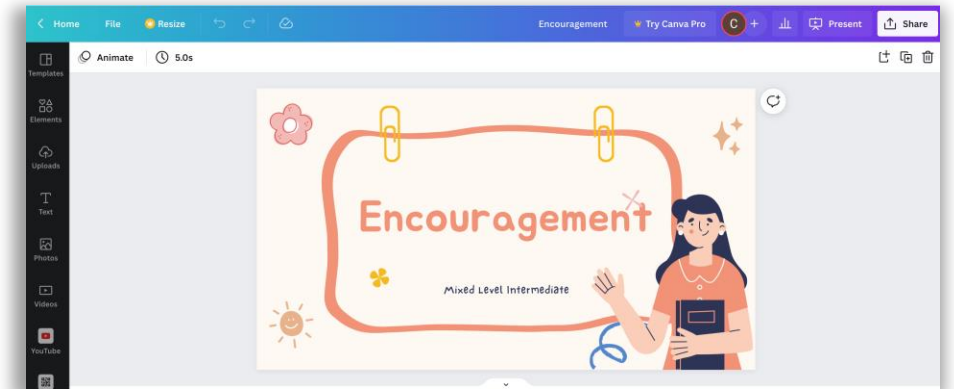 Home File Resize Encouragement Try Canva Pro C + Present Share
Animate 5.0s
Templates
Elements
Uploads
Text
Photos
Videos
YouTube
Encouragement
Mixed Level Intermediate